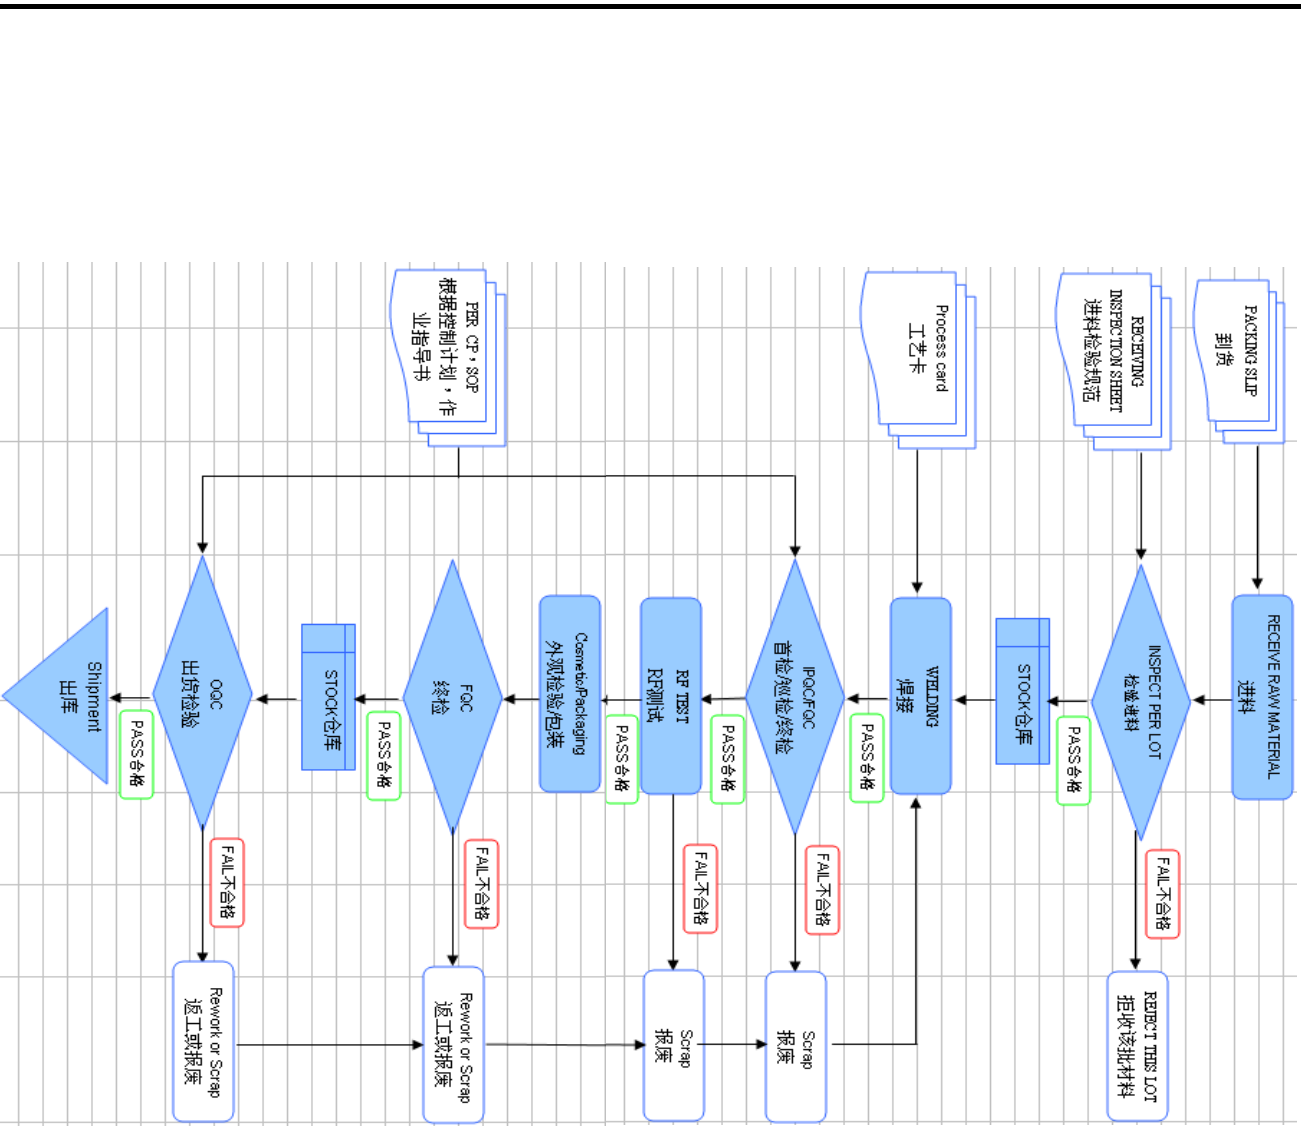 PACKING SLIP
到货
RECEIVING
INSPECTION SHEET
进料检验规范
Process card
工艺卡
PER CP，SOP
根据控制计划，作
业指导书
RECEIVE RAW MATERIAL
进料
INSPECT PER LOT
检验进料
PASS合格
FAIL不合格
REJECT THIS LOT
拒收该批材料
STOCK仓库
WELDING
焊接
PASS合格
IPQC/FQC
首检/巡检/终检
FAIL不合格
Scrap
报废
PASS合格
RF TEST
RF测试
FAIL不合格
Scrap
报废
PASS合格
Cosmetic/Packaging
外观检验/包装
FQC
终检
FAIL不合格
Rework or Scrap
返工或报废
PASS合格
STOCK仓库
OQC
出货检验
FAIL不合格
Rework or Scrap
返工或报废
PASS合格
Shipment
出库